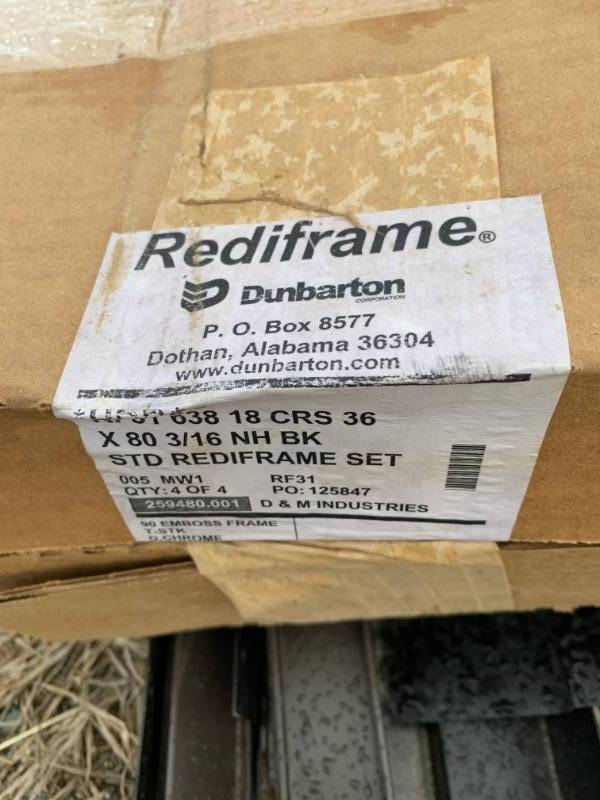 Rediframe®
Dunbarton
CORPORATION
P. O. Box 8577
Dothan, Alabama 36304
www.dunbarton.com
638 18 CRS 36
X 80 3/16 NH BK
STD REDIFRAME SET
005 MW1 RF31
QTY: 4 OF 4 PO: 125847
259480.001 D & M INDUSTRIES
90 EMBOSS FRAME
T-STK
D.CHROME